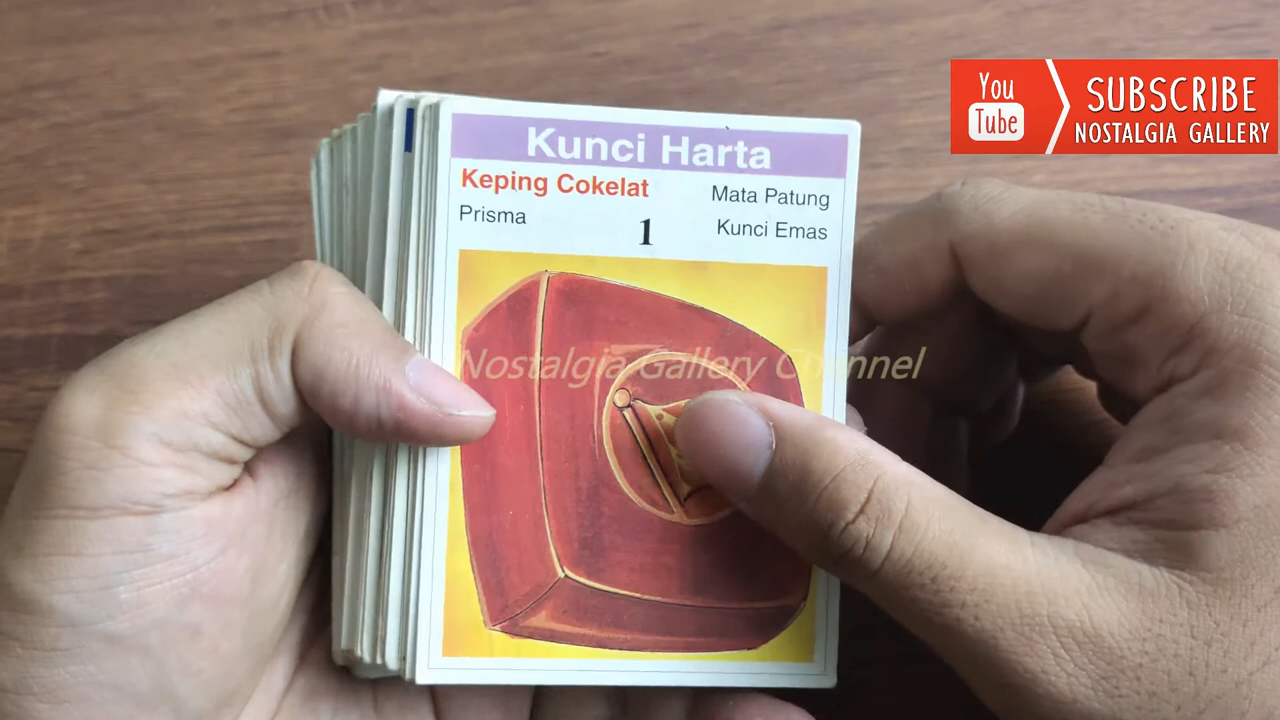 You
Tube
SUBSCRIBE
NOSTALGIA GALLERY
Kunci Harta
Keping Cokelat
Mata Patung
Prisma
1
Kunci Emas
Nostalgia Gallery Channel